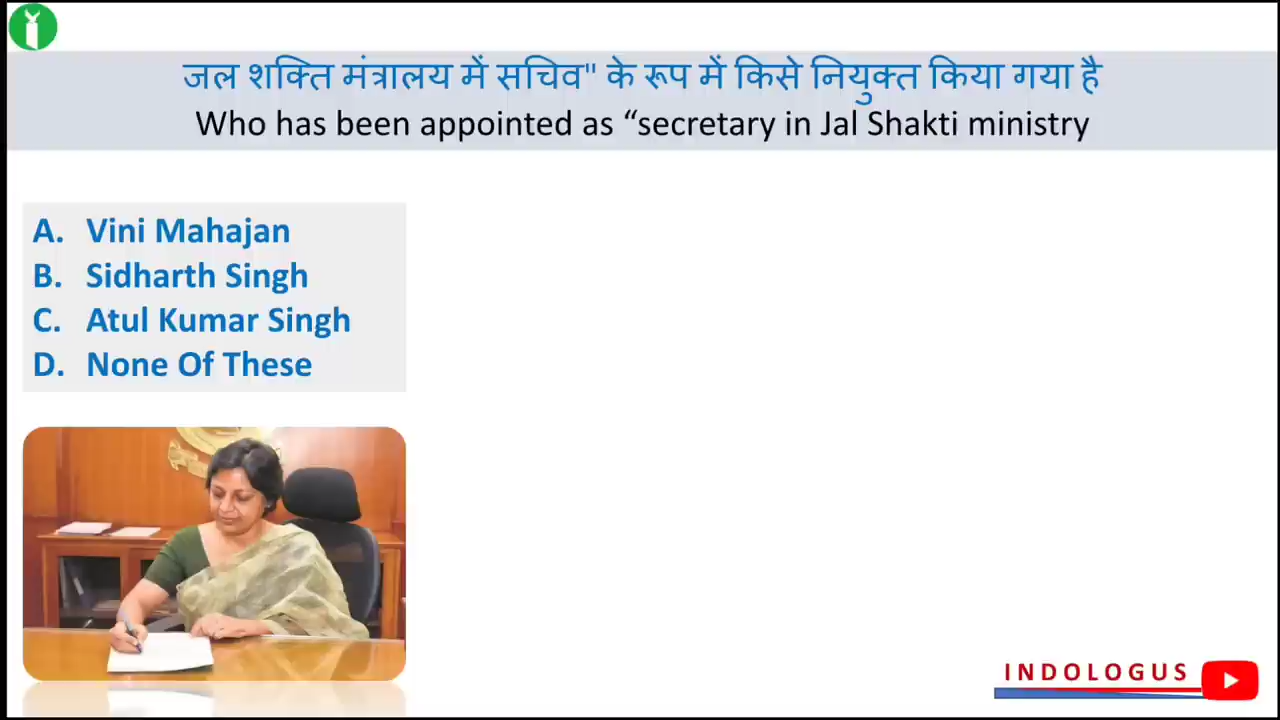 जल शक्ति मंत्रालय में सचिव" के रूप में किसे नियुक्त किया गया है
Who has been appointed as “secretary in Jal Shakti ministry
A. Vini Mahajan
B. Sidharth Singh
C. Atul Kumar Singh
D. None Of These
INDOLOGUS